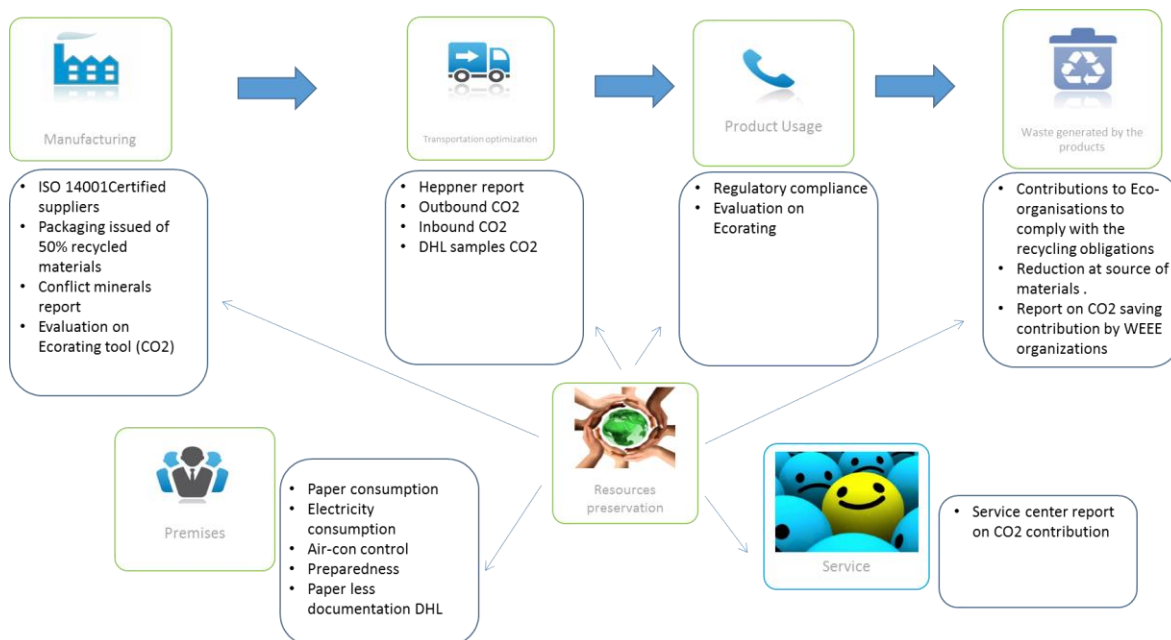 Manufacturing
Transportation optimization
Product Usage
Waste generated by the
products
• ISO 14001Certified
suppliers
• Packaging issued of
50% recycled
materials
• Conflict minerals
report
• Evaluation on
Ecorating tool (CO2)
• Heppner report
• Outbound CO2
• Inbound CO2
• DHL samples CO2
• Regulatory compliance
• Evaluation on
Ecorating
• Contributions to Eco-
organisations to
comply with the
recycling obligations
• Reduction at source of
materials .
• Report on CO2 saving
contribution by WEEE
organizations
Premises
• Paper consumption
• Electricity
consumption
• Air-con control
• Preparedness
• Paper less
documentation DHL
Resources
preservation
Service
• Service center report
on CO2 contribution